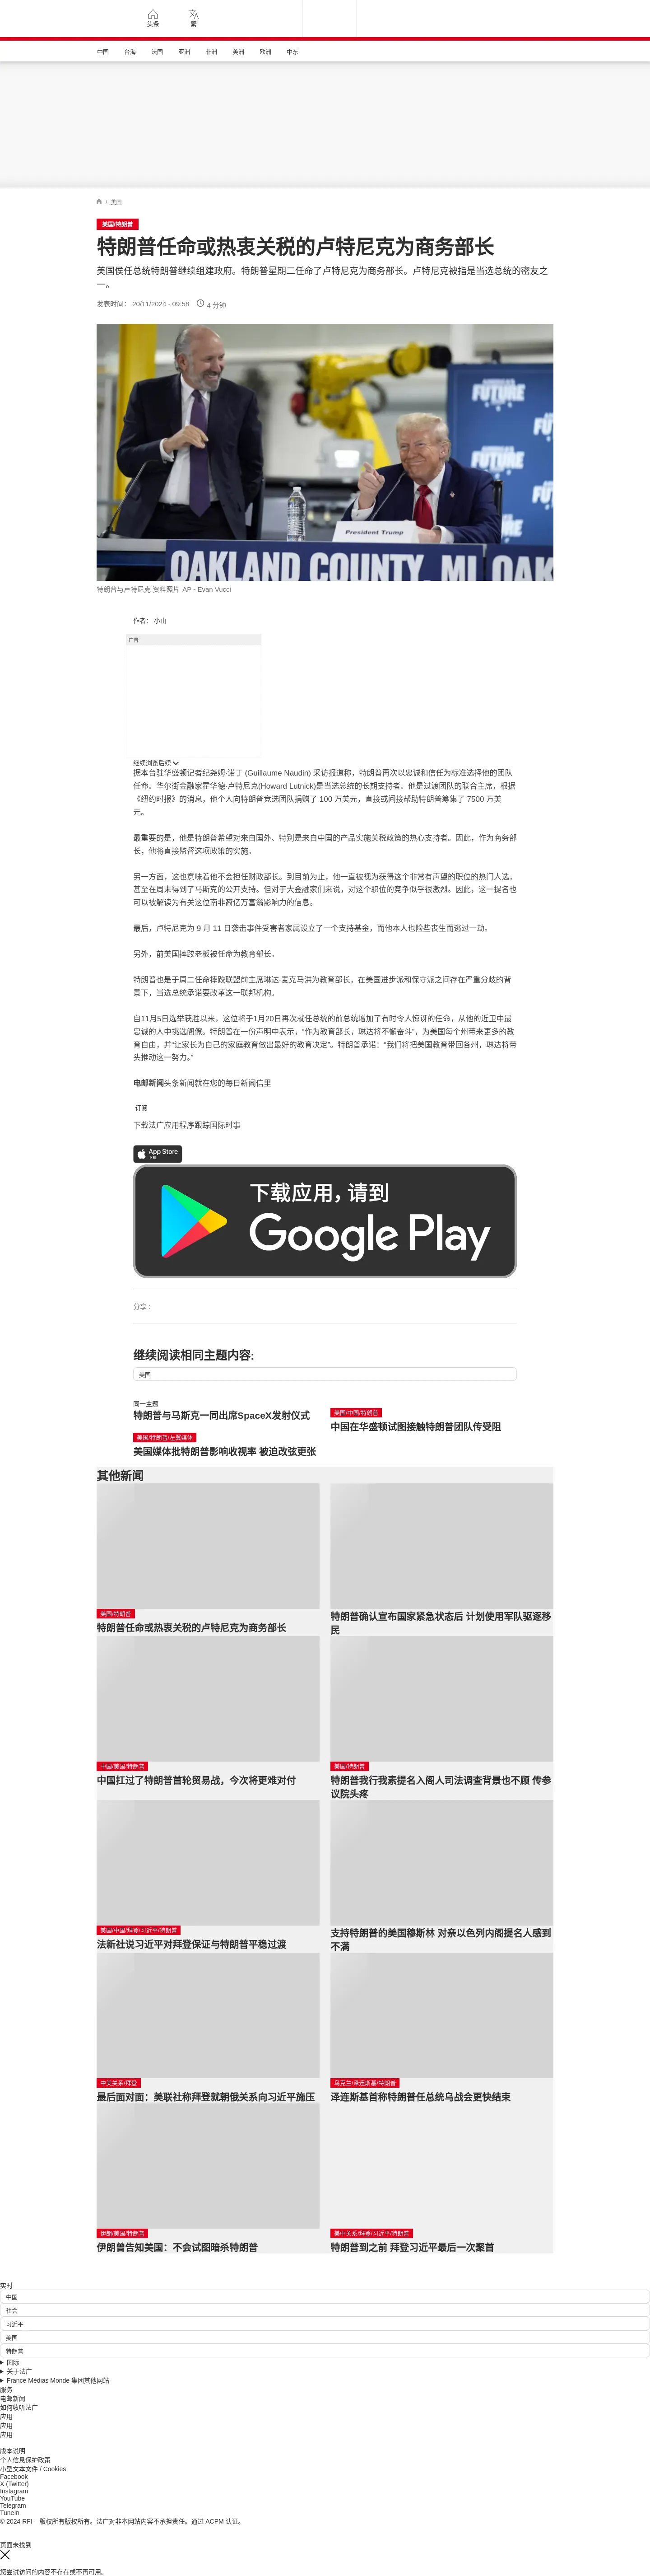 头条
繁
中国
台海
法国
亚洲
非洲
美洲
欧洲
中东
/ 美国
美国/特朗普
特朗普任命或热衷关税的卢特尼克为商务部长
美国侯任总统特朗普继续组建政府。特朗普星期二任命了卢特尼克为商务部长。卢特尼克被指是当选总统的密友之
一。
发表时间： 20/11/2024 - 09:58
4 分钟
AMERICA'S FUTURE
President Trump
OAKLAND COUNTY, MI
特朗普与卢特尼克 资料照片 AP - Evan Vucci
作者： 小山
广告
继续浏览后续
据本台驻华盛顿记者纪尧姆·诺丁 (Guillaume Naudin) 采访报道称，特朗普再次以忠诚和信任为标准选择他的团队
任命。华尔街金融家霍华德·卢特尼克(Howard Lutnick)是当选总统的长期支持者。他是过渡团队的联合主席，根据
《纽约时报》的消息，他个人向特朗普竞选团队捐赠了 100 万美元，直接或间接帮助特朗普筹集了 7500 万美
元。
最重要的是，他是特朗普希望对来自国外、特别是来自中国的产品实施关税政策的热心支持者。因此，作为商务部
长，他将直接监督这项政策的实施。
另一方面，这也意味着他不会担任财政部长。到目前为止，他一直被视为获得这个非常有声望的职位的热门人选，
甚至在周末得到了马斯克的公开支持。但对于大金融家们来说，对这个职位的竞争似乎很激烈。因此，这一提名也
可以被解读为有关这位南非裔亿万富翁影响力的信息。
最后，卢特尼克为 9 月 11 日袭击事件受害者家属设立了一个支持基金，而他本人也险些丧生而逃过一劫。
另外，前美国摔跤老板被任命为教育部长。
特朗普也是于周二任命摔跤联盟前主席琳达·麦克马洪为教育部长，在美国进步派和保守派之间存在严重分歧的背
景下，当选总统承诺要改革这一联邦机构。
自11月5日选举获胜以来，这位将于1月20日再次就任总统的前总统增加了有时令人惊讶的任命，从他的近卫中最
忠诚的人中挑选阁僚。特朗普在一份声明中表示，“作为教育部长，琳达将不懈奋斗”，为美国每个州带来更多的教
育自由，并“让家长为自己的家庭教育做出最好的教育决定”。特朗普承诺：“我们将把美国教育带回各州，琳达将带
头推动这一努力。”
电邮新闻头条新闻就在您的每日新闻信里
订阅
下载法广应用程序跟踪国际时事
App Store
下载
下载应用，请到
Google Play
分享 :
继续阅读相同主题内容:
美国
同一主题
特朗普与马斯克一同出席SpaceX发射仪式
美国/中国/特朗普
中国在华盛顿试图接触特朗普团队传受阻
美国/特朗普/左翼媒体
美国媒体批特朗普影响收视率 被迫改弦更张
其他新闻
美国/特朗普
特朗普任命或热衷关税的卢特尼克为商务部长
特朗普确认宣布国家紧急状态后 计划使用军队驱逐移
民
中国/美国/特朗普
中国扛过了特朗普首轮贸易战，今次将更难对付
美国/特朗普
特朗普我行我素提名入阁人司法调查背景也不顾 传参
议院头疼
美国/中国/拜登/习近平/特朗普
法新社说习近平对拜登保证与特朗普平稳过渡
支持特朗普的美国穆斯林 对亲以色列内阁提名人感到
不满
中美关系/拜登
最后面对面：美联社称拜登就朝俄关系向习近平施压
乌克兰/泽连斯基/特朗普
泽连斯基首称特朗普任总统乌战会更快结束
伊朗/美国/特朗普
伊朗曾告知美国：不会试图暗杀特朗普
美中关系/拜登/习近平/特朗普
特朗普到之前 拜登习近平最后一次聚首
实时
中国
社会
习近平
美国
特朗普
国际
关于法广
France Médias Monde 集团其他网站
服务
电邮新闻
如何收听法广
应用
应用
应用
版本说明
个人信息保护政策
小型文本文件 / Cookies
Facebook
X (Twitter)
Instagram
YouTube
Telegram
TuneIn
© 2024 RFI – 版权所有版权所有。法广对非本网站内容不承担责任。通过 ACPM 认证。
页面未找到
您尝试访问的内容不存在或不再可用。